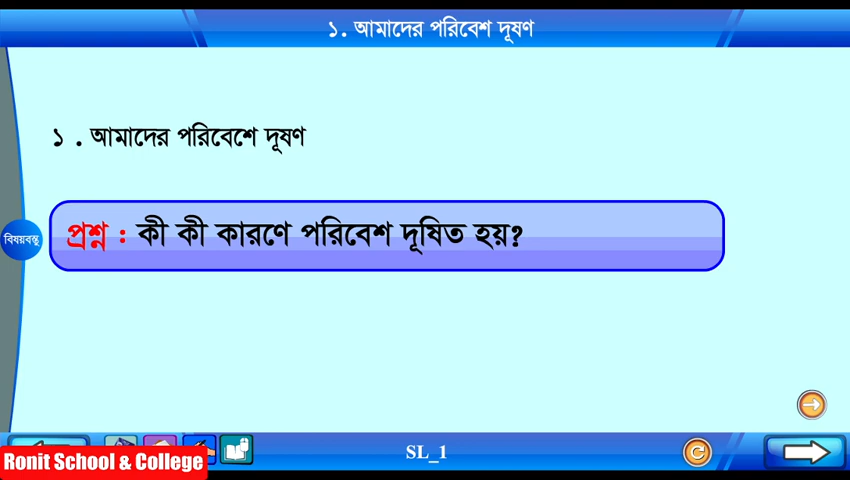 ১. আমাদের পরিবেশ দূষণ
১ . আমাদের পরিবেশে দূষণ
প্রশ্ন : কী কী কারণে পরিবেশ দূষিত হয়?
বিষয়বস্তু
SL_1
Ronit School & College